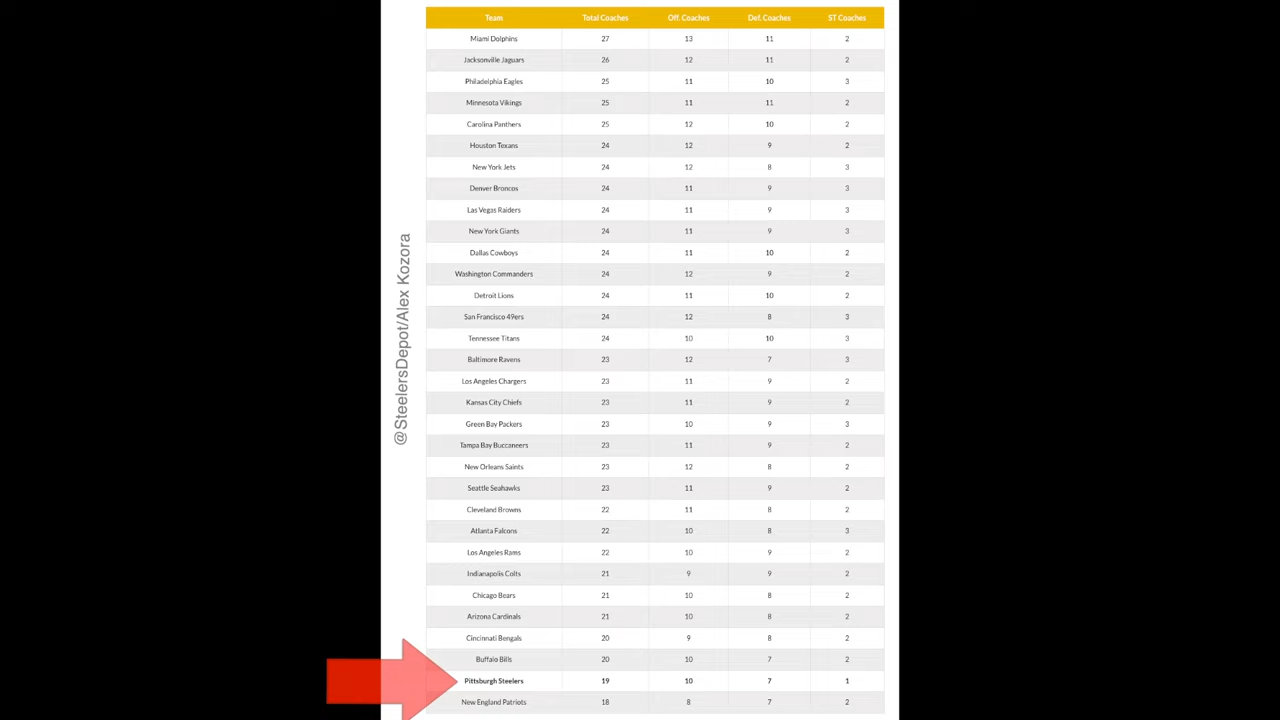 Team Total Coaches Off. Coaches Def. Coaches ST Coaches
Miami Dolphins 27 13 11 2
Jacksonville Jaguars 26 12 11 2
Philadelphia Eagles 25 11 10 3
Minnesota Vikings 25 11 11 2
Carolina Panthers 25 12 10 2
Houston Texans 24 12 9 2
New York Jets 24 12 8 3
Denver Broncos 24 11 9 3
Las Vegas Raiders 24 11 9 3
New York Giants 24 11 9 3
Dallas Cowboys 24 11 10 2
Washington Commanders 24 12 9 2
Detroit Lions 24 11 10 2
San Francisco 49ers 24 12 8 3
Tennessee Titans 24 10 10 3
Baltimore Ravens 23 12 7 3
Los Angeles Chargers 23 11 9 2
Kansas City Chiefs 23 11 9 2
Green Bay Packers 23 10 9 3
Tampa Bay Buccaneers 23 11 9 2
New Orleans Saints 23 12 8 2
Seattle Seahawks 23 11 9 2
Cleveland Browns 22 11 8 2
Atlanta Falcons 22 10 8 3
Los Angeles Rams 22 10 9 2
Indianapolis Colts 21 9 9 2
Chicago Bears 21 10 8 2
Arizona Cardinals 21 10 8 2
Cincinnati Bengals 20 9 8 2
Buffalo Bills 20 10 7 2
Pittsburgh Steelers 19 10 7 1
New England Patriots 18 8 7 2
@SteelersDepot/Alex Kozora